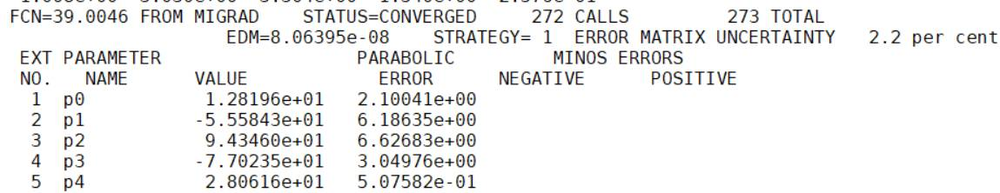 FCN=39.0046 FROM MIGRAD    STATUS=CONVERGED     272 CALLS         273 TOTAL
EDM=8.06395e-08    STRATEGY= 1  ERROR MATRIX UNCERTAINTY   2.2 per cent
EXT PARAMETER                  PARABOLIC         MINOS ERRORS
NO.   NAME      VALUE            ERROR      NEGATIVE      POSITIVE
1  p0           1.28196e+01   2.10041e+00
2  p1          -5.55843e+01   6.18635e+00
3  p2           9.43460e+01   6.62683e+00
4  p3          -7.70235e+01   3.04976e+00
5  p4           2.80616e+01   5.07582e-01